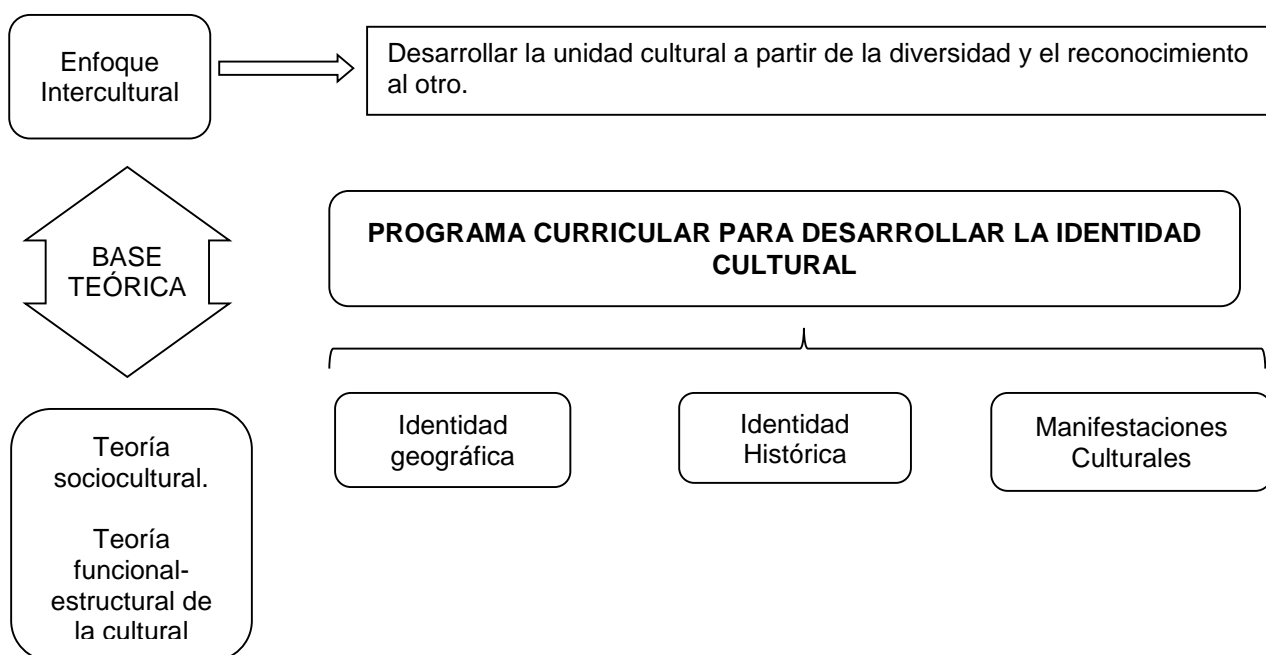 Enfoque
Intercultural
Desarrollar la unidad cultural a partir de la diversidad y el reconocimiento
al otro.
BASE
TEÓRICA
PROGRAMA CURRICULAR PARA DESARROLLAR LA IDENTIDAD
CULTURAL
Identidad
geográfica
Identidad
Histórica
Manifestaciones
Culturales
Teoría
sociocultural.
Teoría
funcional-
estructural de
la cultural